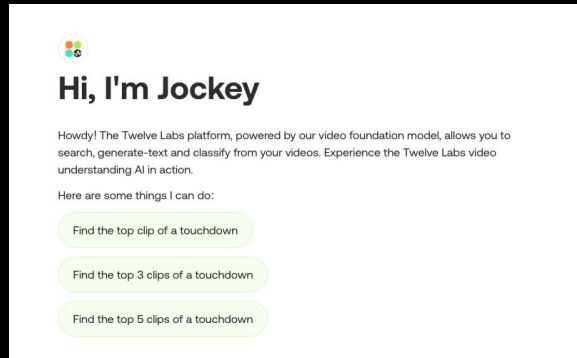 Hi, I'm Jockey
Howdy! The Twelve Labs platform, powered by our video foundation model, allows you to
search, generate-text and classify from your videos. Experience the Twelve Labs video
understanding AI in action.
Here are some things I can do:
Find the top clip of a touchdown
Find the top 3 clips of a touchdown
Find the top 5 clips of a touchdown